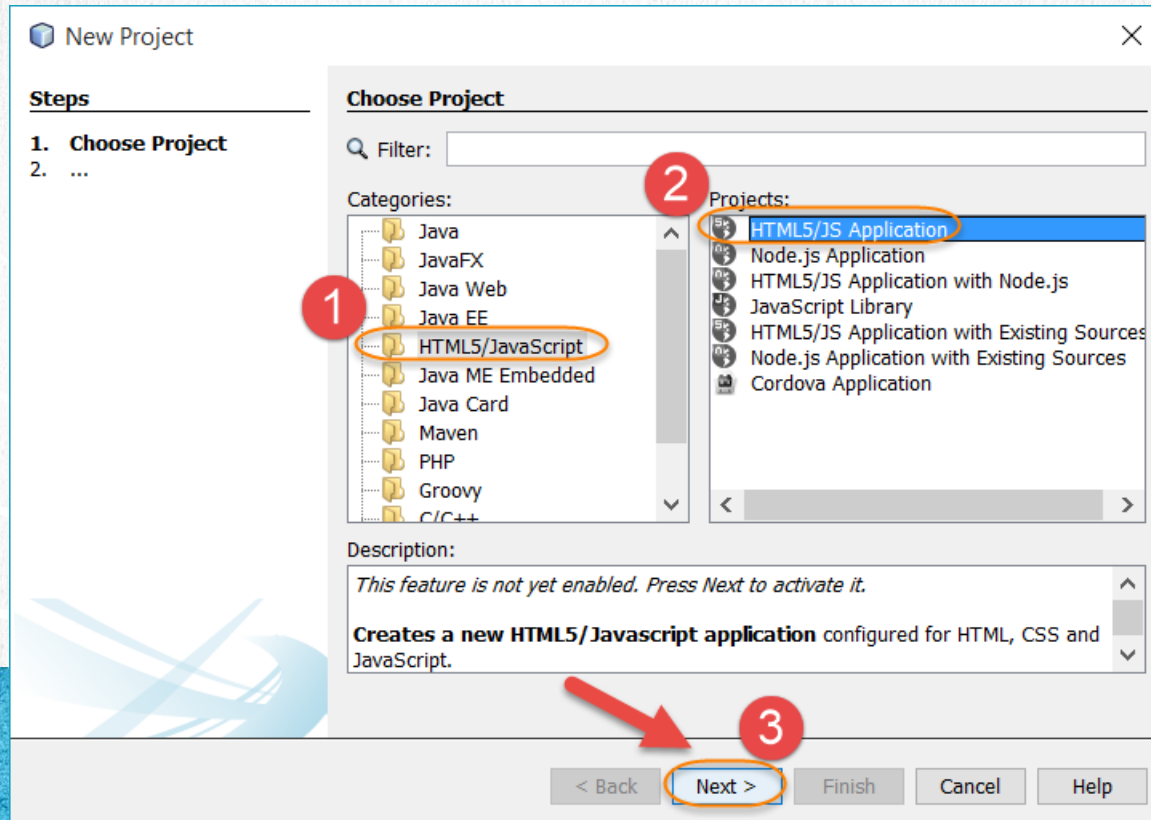 New Project
Steps
1. Choose Project
2. ...
Choose Project
Filter:
Categories:
Java
JavaFX
Java Web
Java EE
HTML5/JavaScript
Java ME Embedded
Java Card
Maven
PHP
Groovy
C/C++
1
2
Projects:
HTML5/JS Application
Node.js Application
HTML5/JS Application with Node.js
JavaScript Library
HTML5/JS Application with Existing Sources
Node.js Application with Existing Sources
Cordova Application
Description:
This feature is not yet enabled. Press Next to activate it.
Creates a new HTML5/Javascript application configured for HTML, CSS and
JavaScript.
3
< Back
Next >
Finish
Cancel
Help